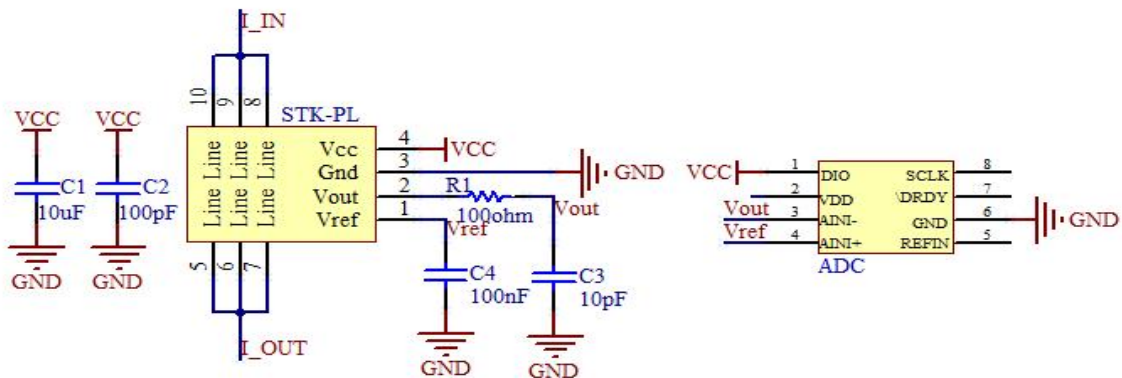 I_IN
10 9 8
VCC VCC
STK-PL
C1
10uF
C2
100pF
Line Line Line
Line Line Line
Vcc 4 VCC
Gnd 3 GND
Vout 2 R1
100ohm Vout
Vref 1 Vref
GND GND
5 6 7
C4
100nF
C3
10pF
I_OUT
GND GND
VCC 1 DIO SCLK 8
2 VDD \DRDY 7
Vout 3 AINI- GND 6 GND
Vref 4 AINI+ REFIN 5
ADC